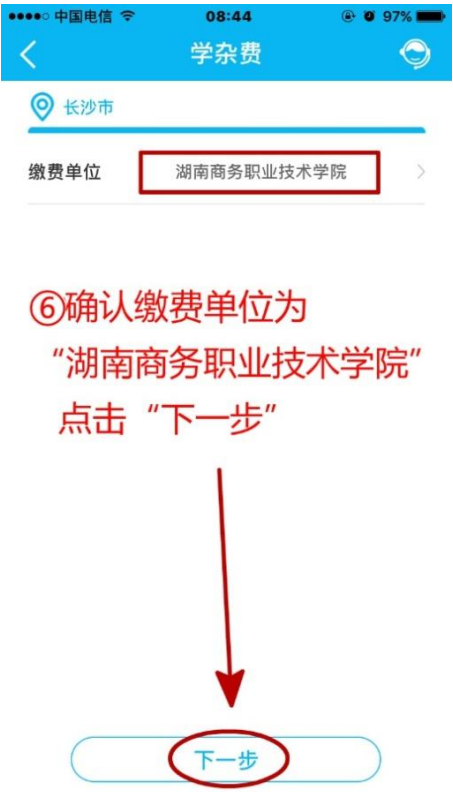 中国电信 08:44 97%
学杂费
长沙市
缴费单位 湖南商务职业技术学院
⑥确认缴费单位为
“湖南商务职业技术学院”
点击“下一步”
下一步